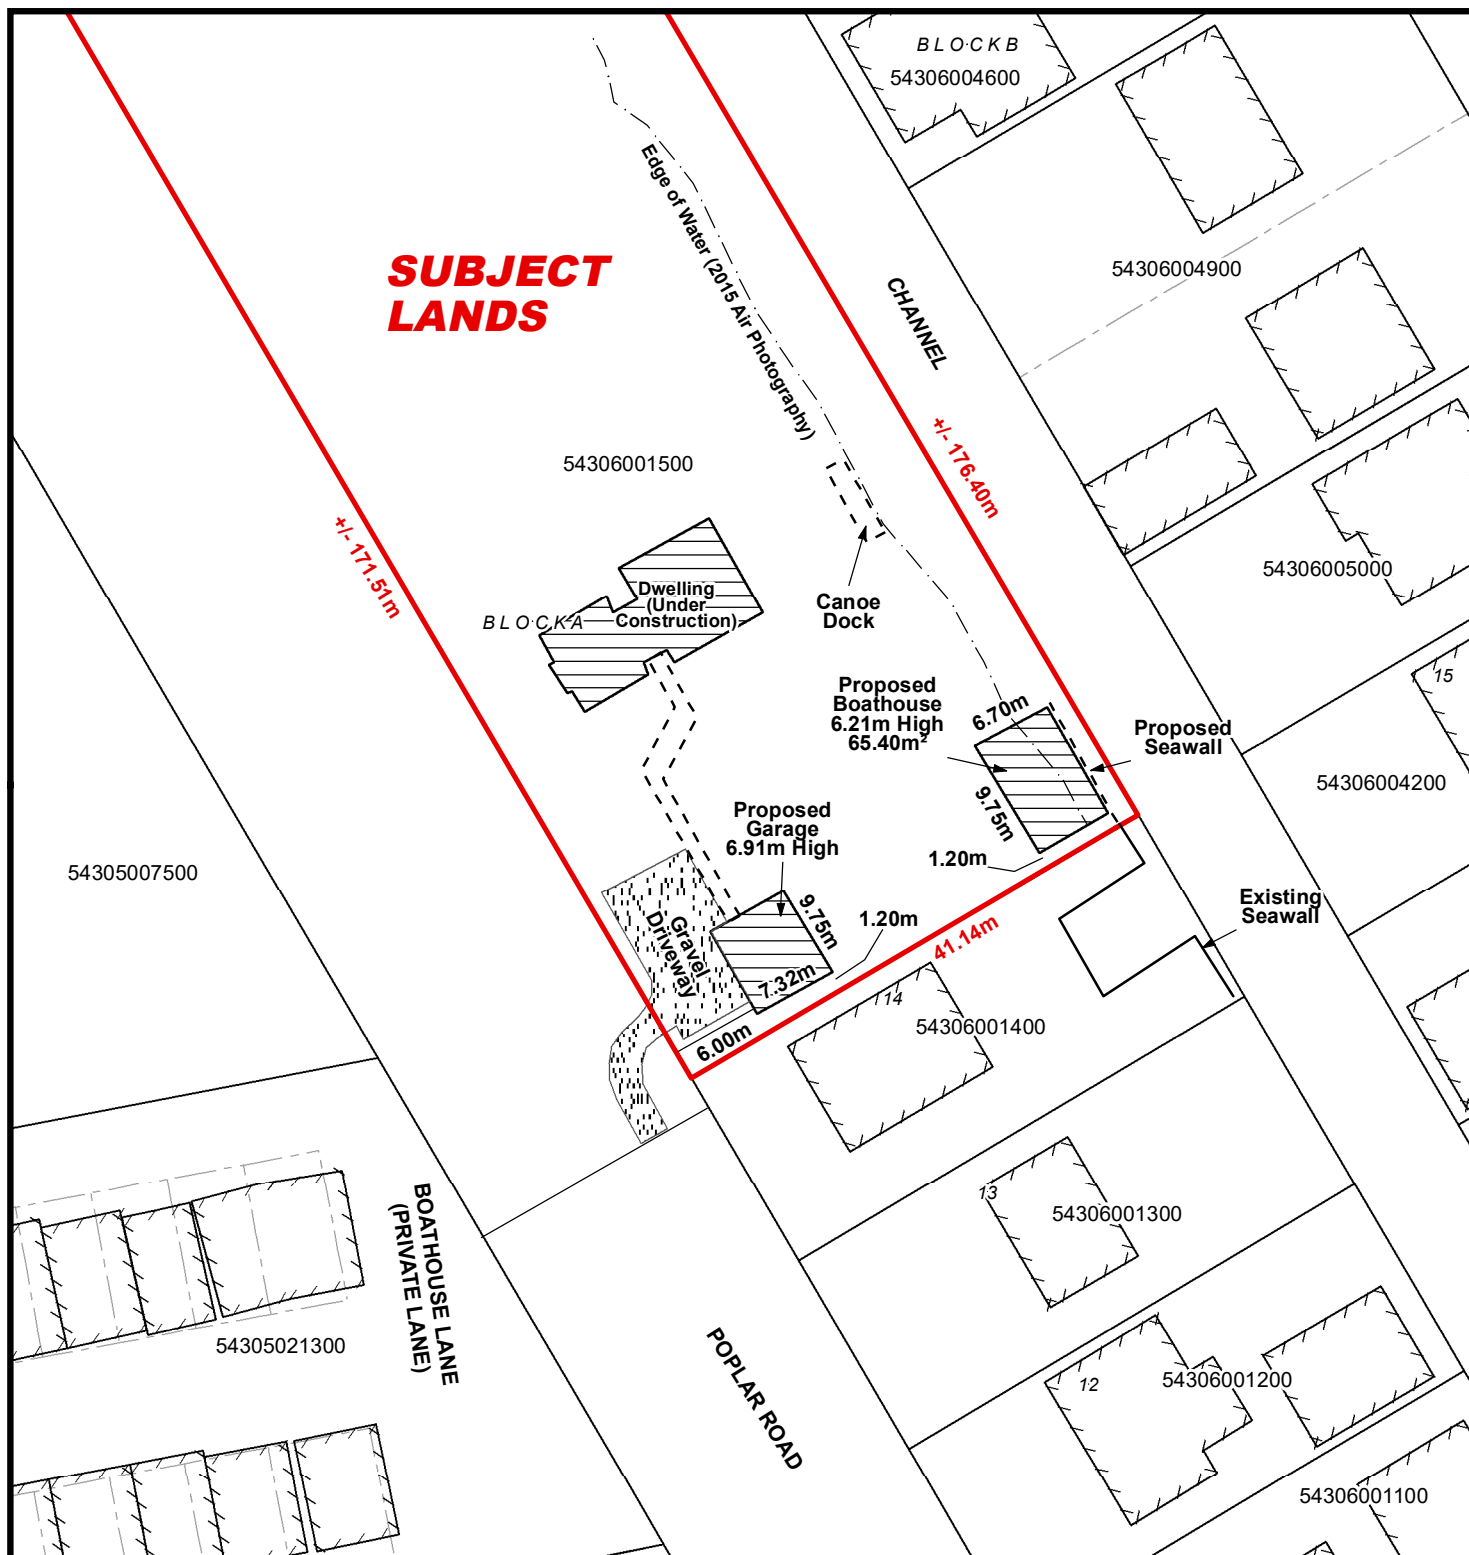 BLOCK B
54306004600
Edge of Water (2015 Air Photography)
SUBJECT
LANDS
54306004900
CHANNEL
+/- 176.40m
54306001500
+/- 171.51m
54306005000
Dwelling
(Under
Construction)
BLOCK A
Canoe
Dock
15
Proposed
Boathouse
6.21m High
65.40m²
6.70m
Proposed
Seawall
54306004200
9.75m
Proposed
Garage
6.91m High
1.20m
54305007500
Existing
Seawall
9.75m
1.20m
41.14m
Gravel
Driveway
7.32m
14
54306001400
6.00m
13
54306001300
BOATHOUSE LANE
(PRIVATE LANE)
54305021300
POPLAR ROAD
12
54306001200
54306001100